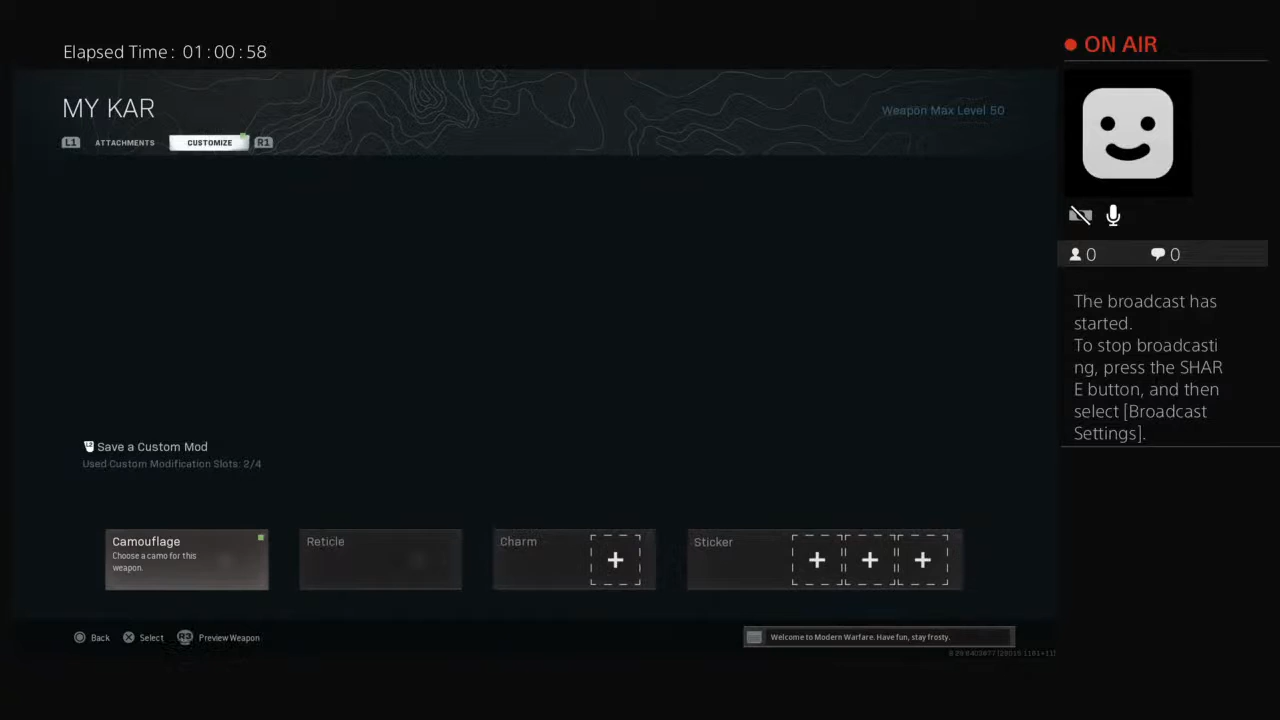 Elapsed Time: 01:00:58
ON AIR
MY KAR
Weapon Max Level 50
L1 ATTACHMENTS CUSTOMIZE R1
0 0
The broadcast has
started.
To stop broadcasti
ng, press the SHAR
E button, and then
select [Broadcast
Settings].
L2 Save a Custom Mod
Used Custom Modification Slots: 2/4
Camouflage
Choose a camo for this
weapon.
Reticle
Charm
Sticker
Back Select R3 Preview Weapon
Welcome to Modern Warfare. Have fun, stay frosty.